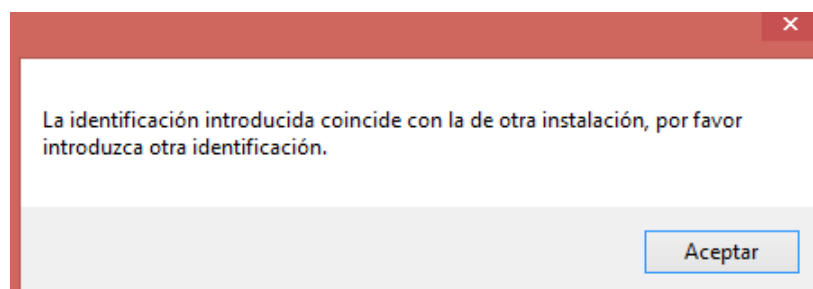 La identificación introducida coincide con la de otra instalación, por favor
introduzca otra identificación.
Aceptar